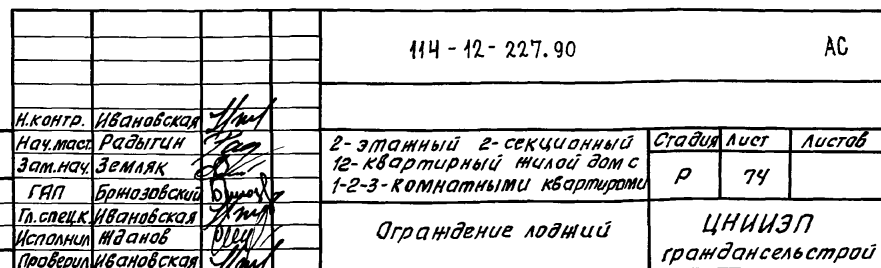 114-12-227.90 АС
Н.контр. Ивановская
Нач.маст. Радыгин
Зам.нач. Земляк
ГАП Бржозовский
Гл.спец.к. Ивановская
Исполнил Жданов
Проверил Ивановская
2-этажный 2-секционный
12-квартирный жилой дом с
1-2-3-комнатными квартирами
Стадия Лист Листов
Р 74
Ограждение лоджий
ЦНИИЭП
граждансельстрой